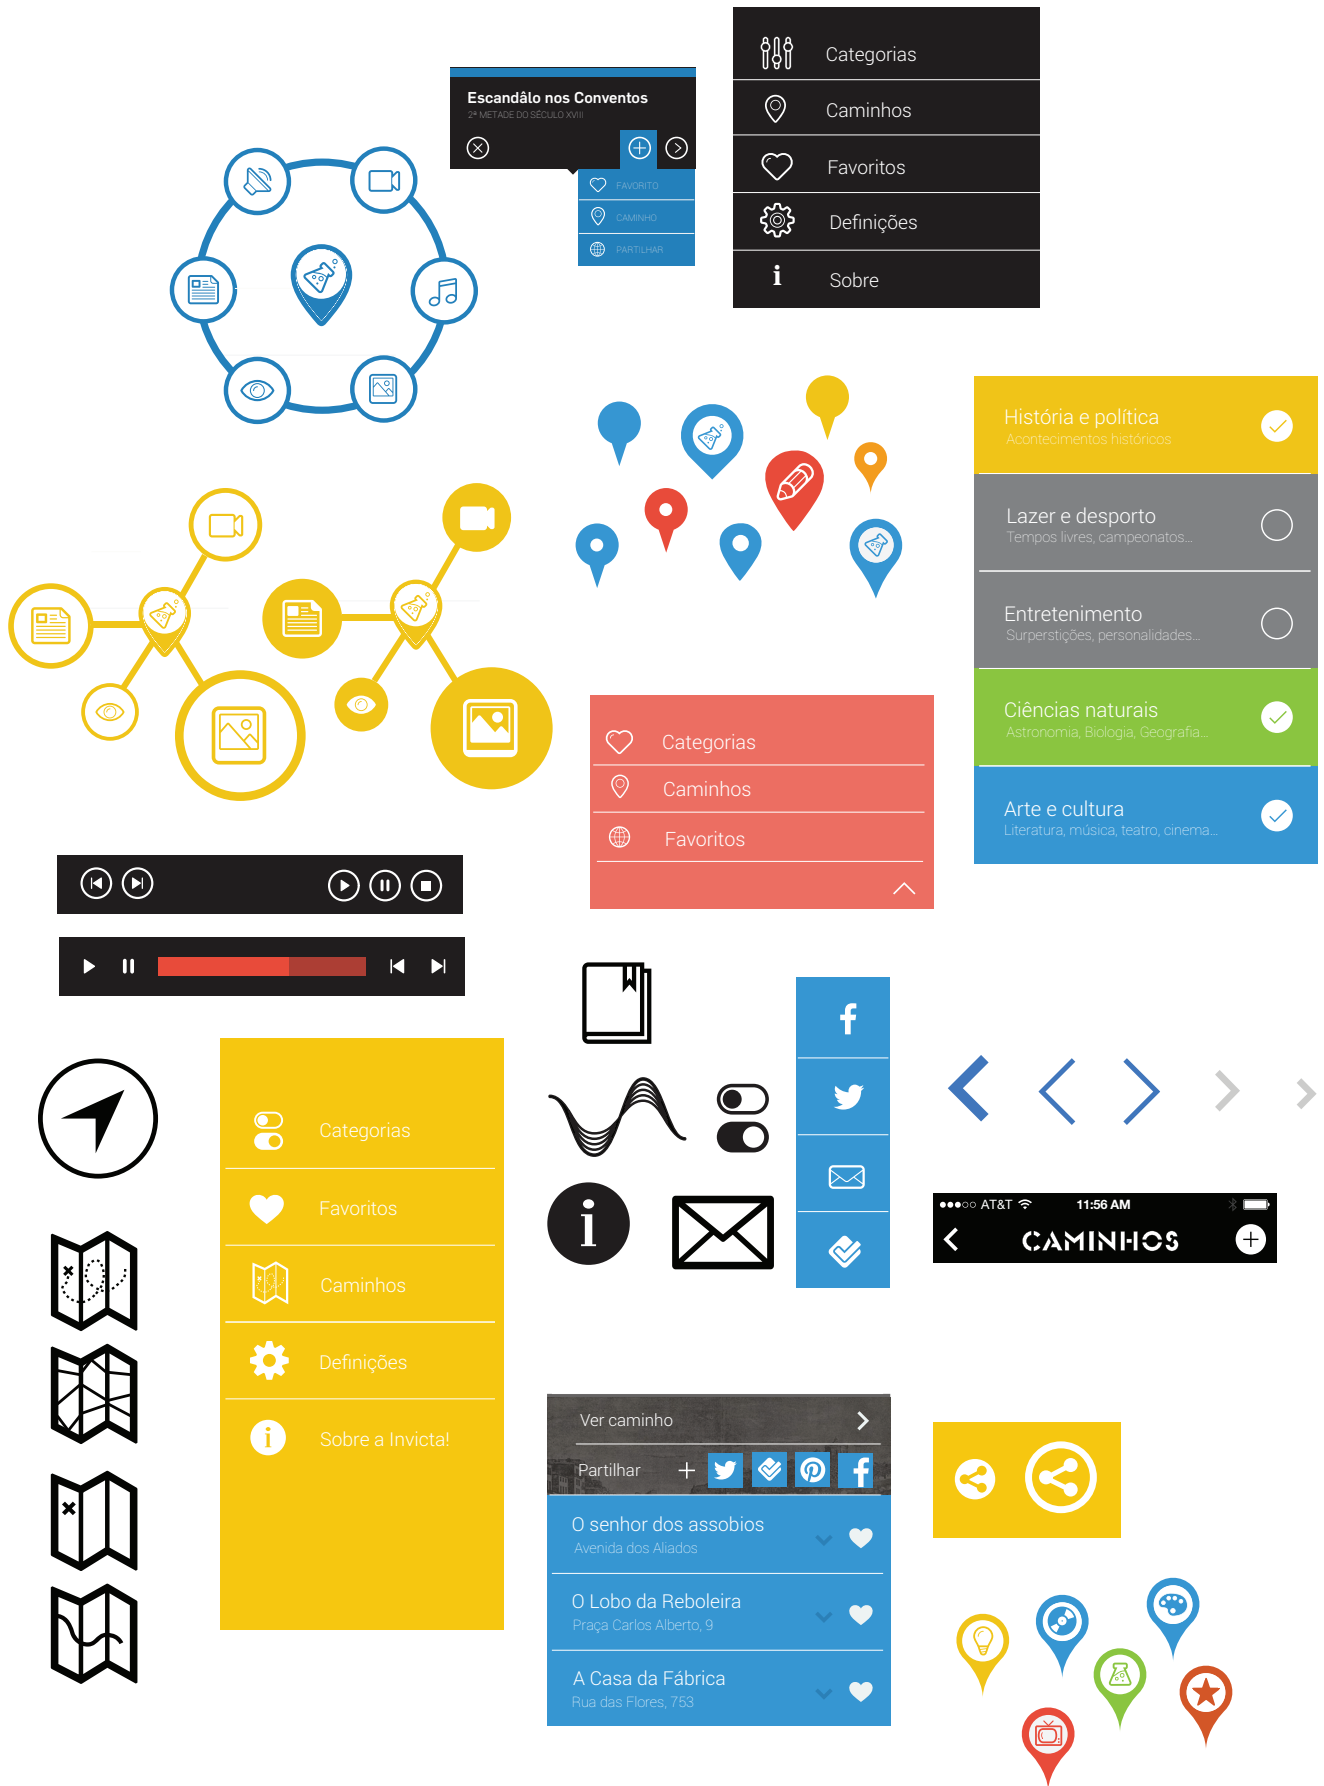 Escandâlo nos Conventos
2ª METADE DO SÉCULO XVIII
FAVORITO
CAMINHO
PARTILHAR
Categorias
Caminhos
Favoritos
Definições
i Sobre
História e política
Acontecimentos históricos
Lazer e desporto
Tempos livres, campeonatos...
Entretenimento
Surperstições, personalidades...
Ciências naturais
Astronomia, Biologia, Geografia...
Arte e cultura
Literatura, música, teatro, cinema...
Categorias
Caminhos
Favoritos
Categorias
Favoritos
Caminhos
Definições
i Sobre a Invicta!
i
f
AT&T 11:56 AM
CAMINHOS
Ver caminho
Partilhar
O senhor dos assobios
Avenida dos Aliados
O Lobo da Reboleira
Praça Carlos Alberto, 9
A Casa da Fábrica
Rua das Flores, 753